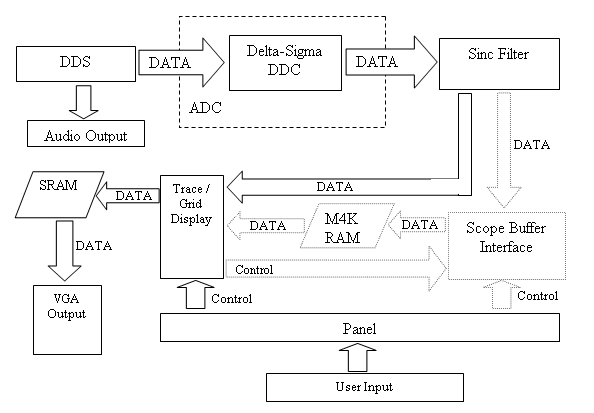 DDS
DATA
Delta-Sigma
DDC
DATA
Sinc Filter
ADC
Audio Output
DATA
SRAM
DATA
Trace /
Grid
Display
DATA
DATA
M4K
RAM
DATA
Scope Buffer
Interface
DATA
Control
VGA
Output
Control
Control
Panel
User Input